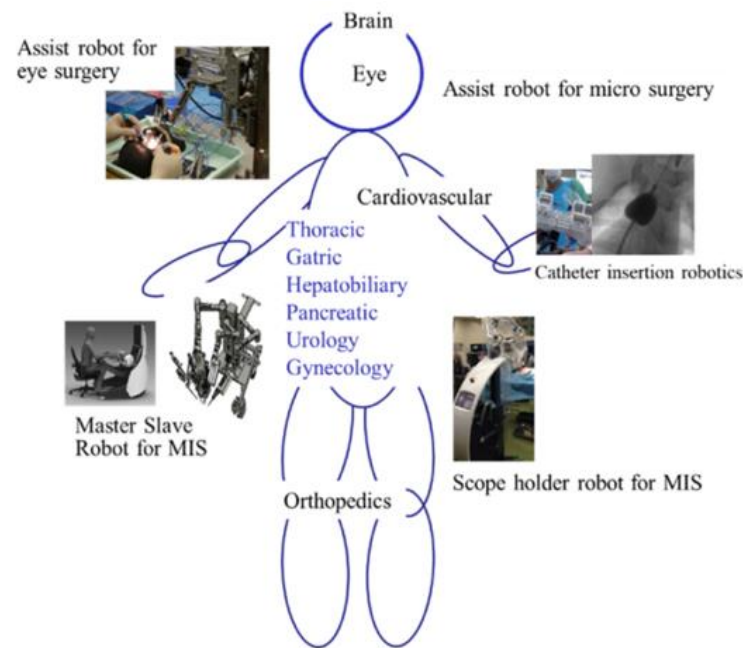 Brain
Assist robot for
eye surgery
Eye
Assist robot for micro surgery
Cardiovascular
Thoracic
Gatric
Hepatobiliary
Pancreatic
Urology
Gynecology
Catheter insertion robotics
Master Slave
Robot for MIS
Scope holder robot for MIS
Orthopedics